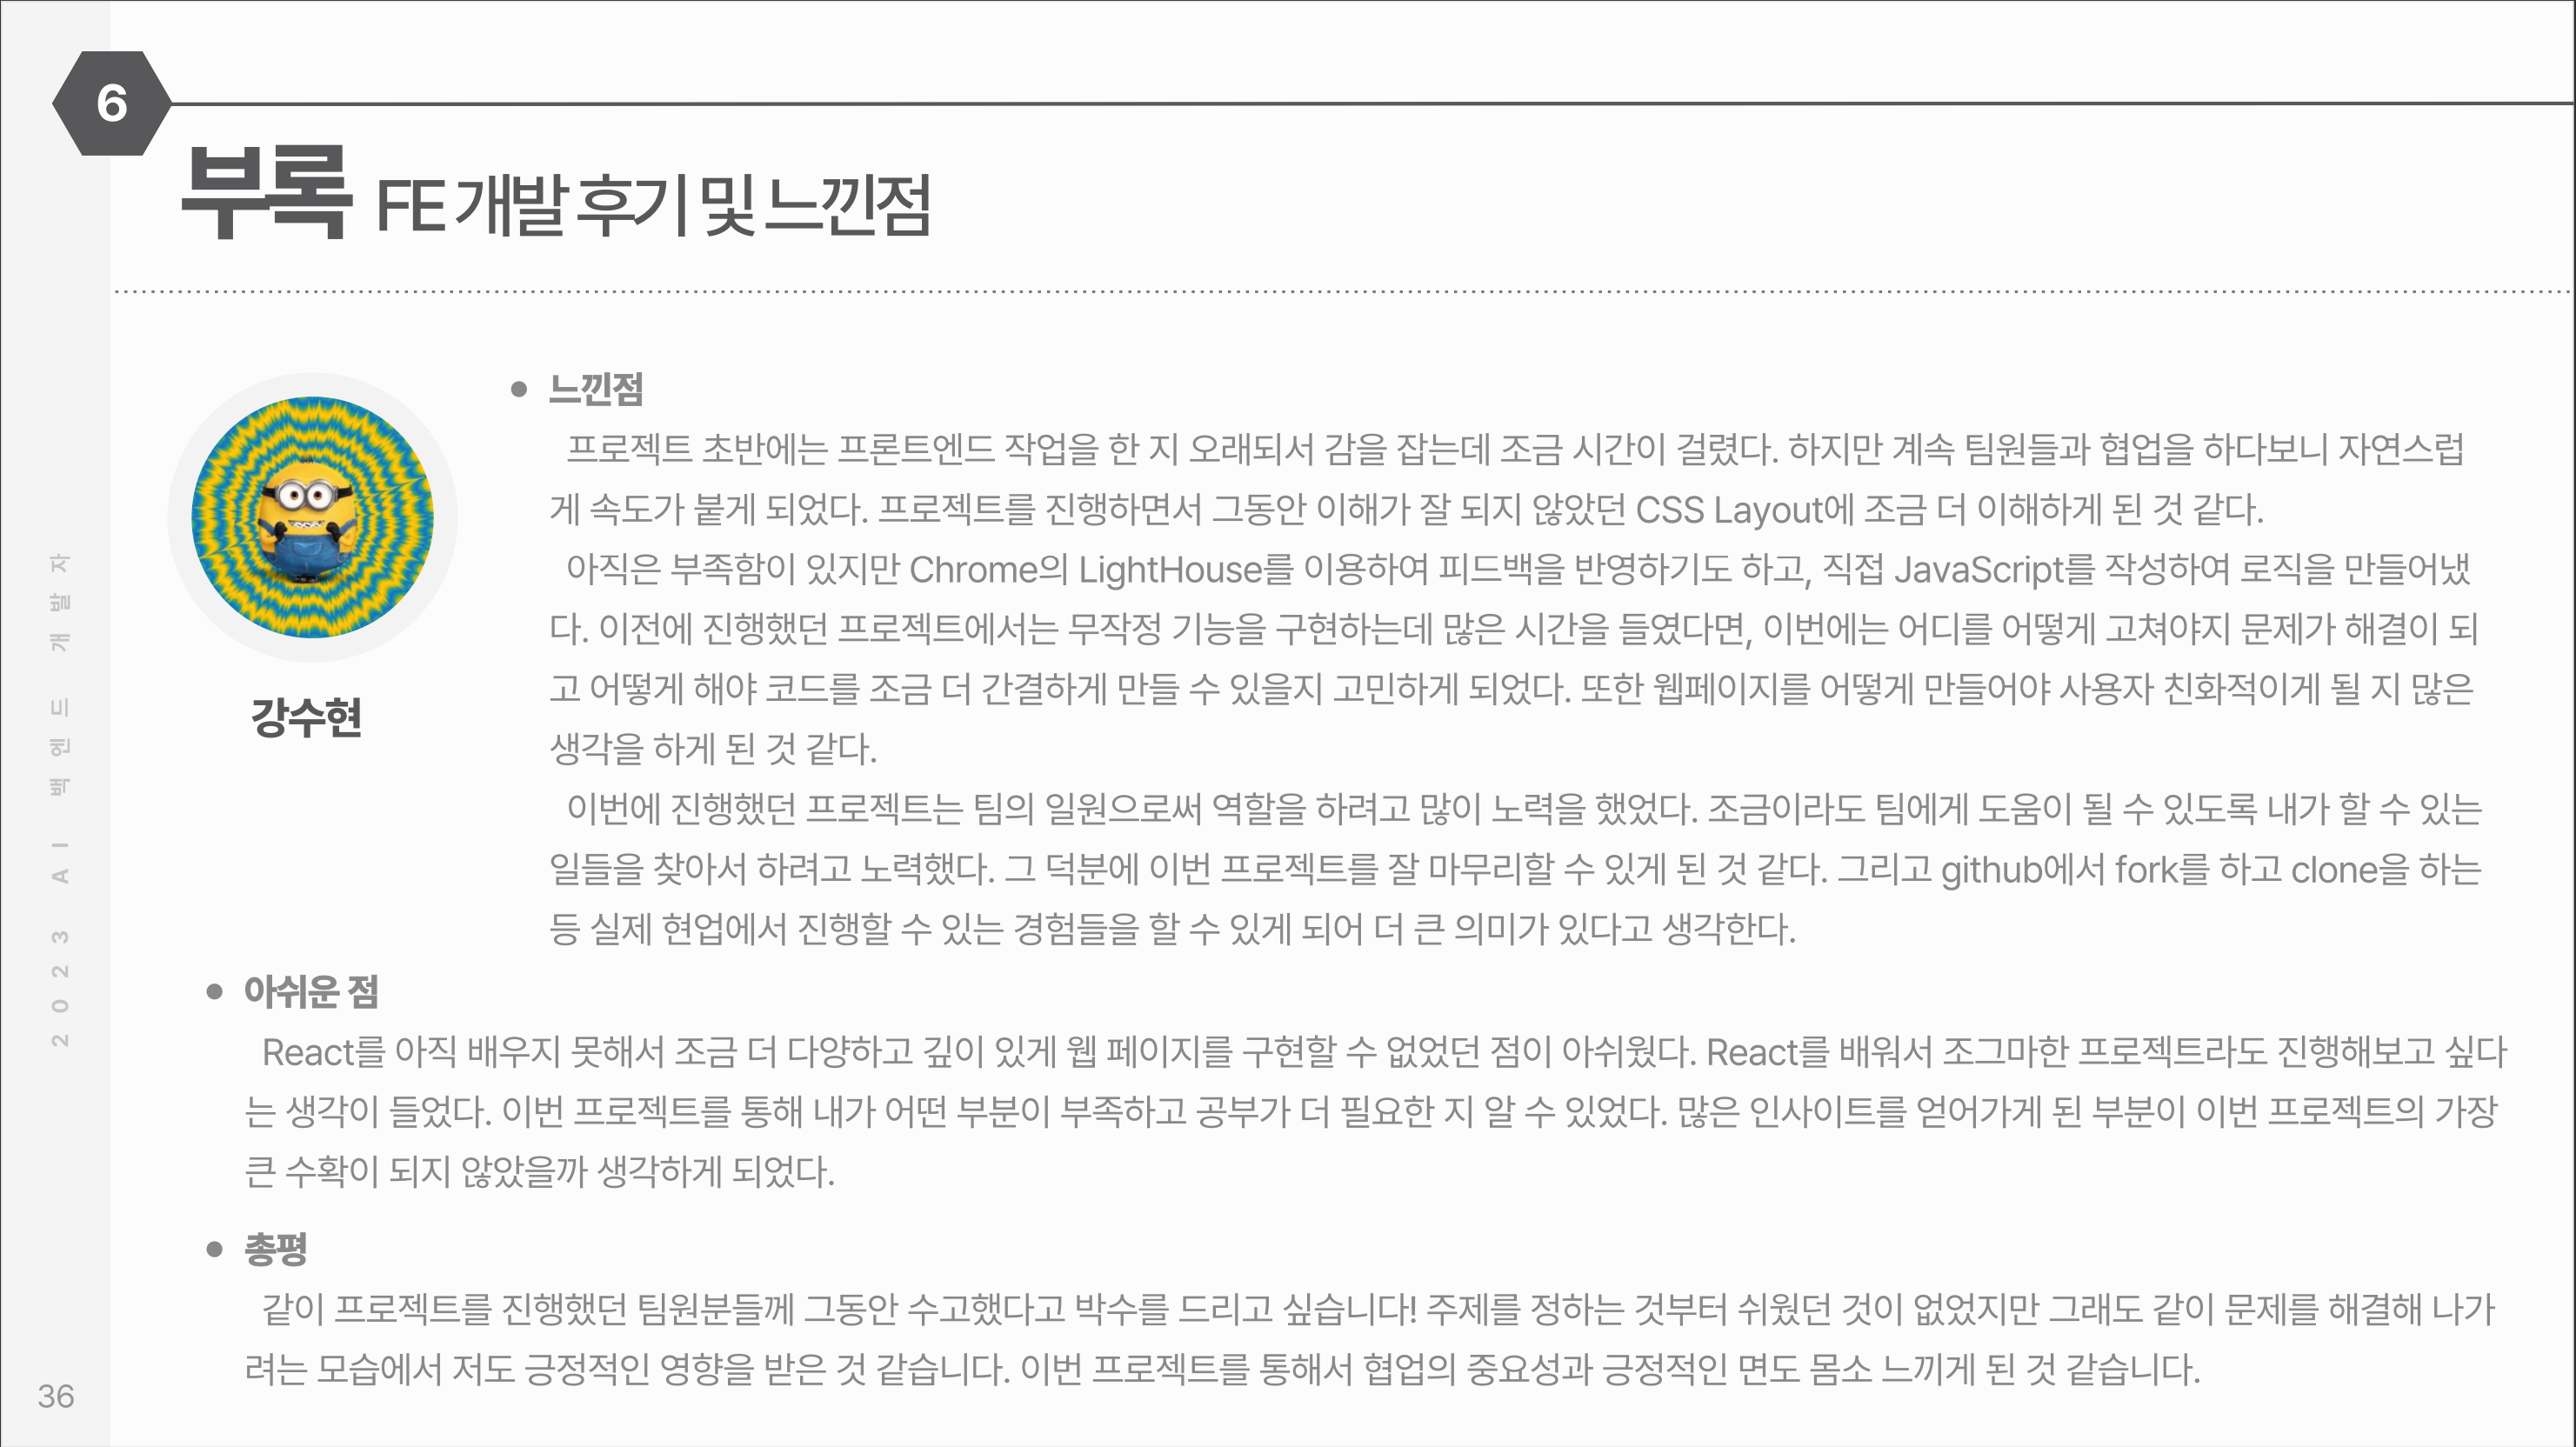 6
부록 FE 개발 후기 및 느낀점
강수현
• 느낀점
프로젝트 초반에는 프론트엔드 작업을 한 지 오래되서 감을 잡는데 조금 시간이 걸렸다. 하지만 계속 팀원들과 협업을 하다보니 자연스럽
게 속도가 붙게 되었다. 프로젝트를 진행하면서 그동안 이해가 잘 되지 않았던 CSS Layout에 조금 더 이해하게 된 것 같다.
아직은 부족함이 있지만 Chrome의 LightHouse를 이용하여 피드백을 반영하기도 하고, 직접 JavaScript를 작성하여 로직을 만들어냈
다. 이전에 진행했던 프로젝트에서는 무작정 기능을 구현하는데 많은 시간을 들였다면, 이번에는 어디를 어떻게 고쳐야지 문제가 해결이 되
고 어떻게 해야 코드를 조금 더 간결하게 만들 수 있을지 고민하게 되었다. 또한 웹페이지를 어떻게 만들어야 사용자 친화적이게 될 지 많은
생각을 하게 된 것 같다.
이번에 진행했던 프로젝트는 팀의 일원으로써 역할을 하려고 많이 노력을 했었다. 조금이라도 팀에게 도움이 될 수 있도록 내가 할 수 있는
일들을 찾아서 하려고 노력했다. 그 덕분에 이번 프로젝트를 잘 마무리할 수 있게 된 것 같다. 그리고 github에서 fork를 하고 clone을 하는
등 실제 현업에서 진행할 수 있는 경험들을 할 수 있게 되어 더 큰 의미가 있다고 생각한다.
• 아쉬운 점
React를 아직 배우지 못해서 조금 더 다양하고 깊이 있게 웹 페이지를 구현할 수 없었던 점이 아쉬웠다. React를 배워서 조그마한 프로젝트라도 진행해보고 싶다
는 생각이 들었다. 이번 프로젝트를 통해 내가 어떤 부분이 부족하고 공부가 더 필요한 지 알 수 있었다. 많은 인사이트를 얻어가게 된 부분이 이번 프로젝트의 가장
큰 수확이 되지 않았을까 생각하게 되었다.
• 총평
같이 프로젝트를 진행했던 팀원분들께 그동안 수고했다고 박수를 드리고 싶습니다! 주제를 정하는 것부터 쉬웠던 것이 없었지만 그래도 같이 문제를 해결해 나가
려는 모습에서 저도 긍정적인 영향을 받은 것 같습니다. 이번 프로젝트를 통해서 협업의 중요성과 긍정적인 면도 몸소 느끼게 된 것 같습니다.
2023 AI 백엔드 개발자
36